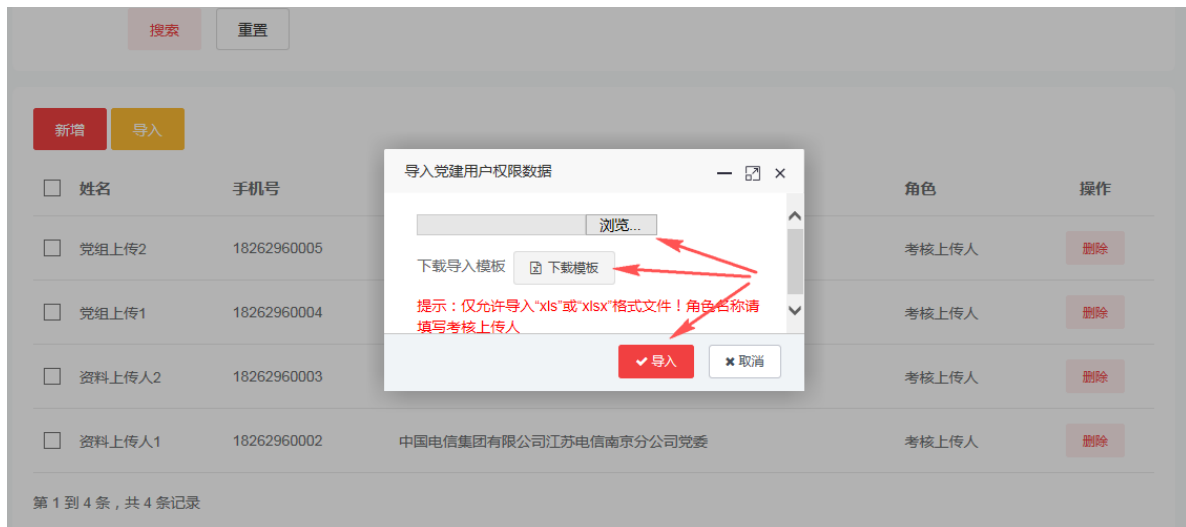 搜索 重置
新增 导入
导入党建用户权限数据
姓名 手机号 角色 操作
浏览...
党组上传2 18262960005 考核上传人 删除
下载导入模板 下载模板
提示：仅允许导入“xls”或“xlsx”格式文件！角色名称请
填写考核上传人
党组上传1 18262960004 考核上传人 删除
导入 取消
资料上传人2 18262960003 考核上传人 删除
资料上传人1 18262960002 中国电信集团有限公司江苏电信南京分公司党委 考核上传人 删除
第 1 到 4 条，共 4 条记录